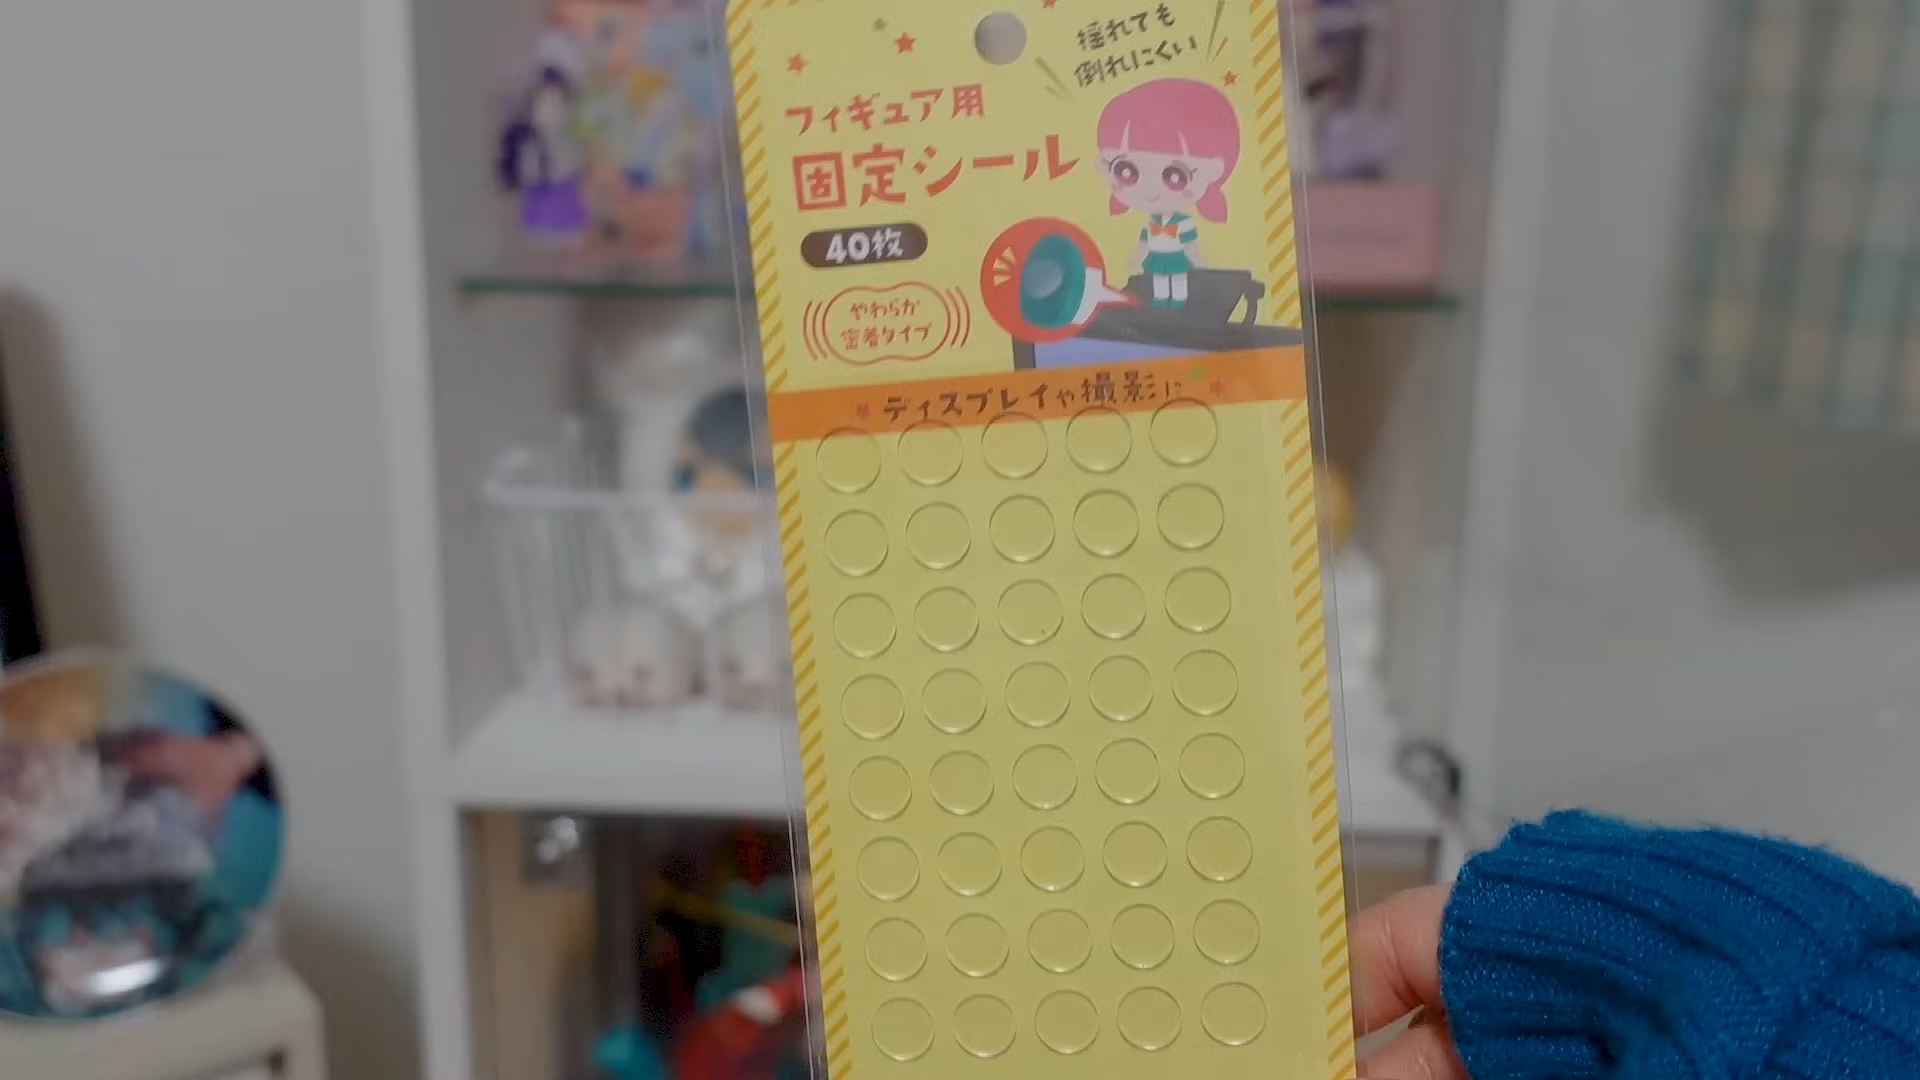 揺れても
倒れにくい
フィギュア用
固定シール
40枚
やわらか
密着タイプ
ディスプレイや撮影に